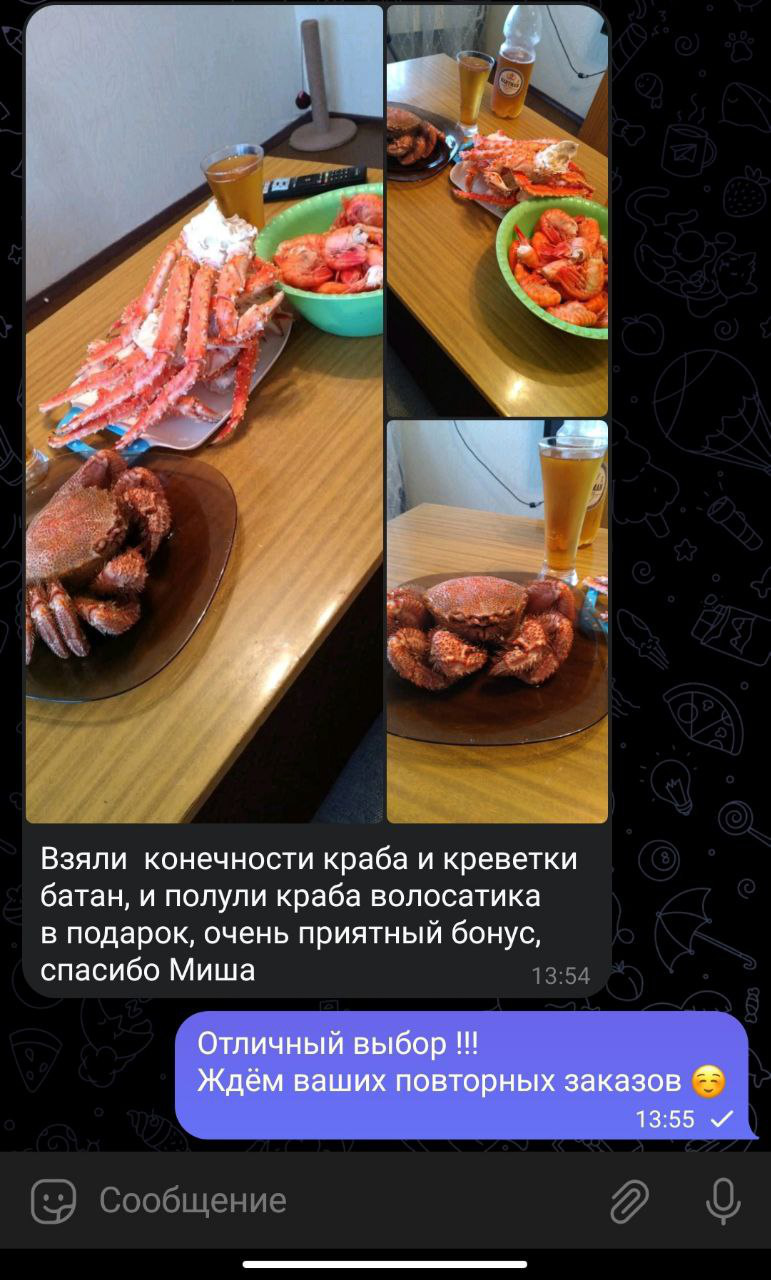 Взяли  конечности краба и креветки
батан, и полули краба волосатика
в подарок, очень приятный бонус,
спасибо Миша
13:54
Отличный выбор !!!
Ждём ваших повторных заказов ☺️
13:55
Сообщение